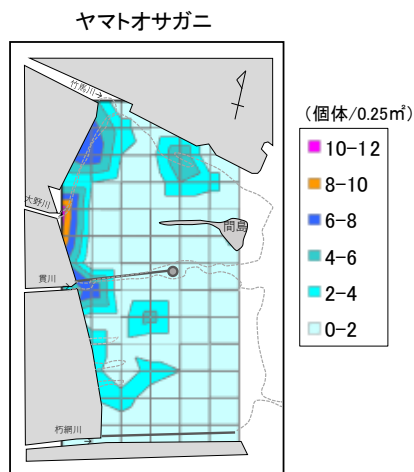 ヤマトオサガニ
竹馬川→
大野川
間島
貫川
朽網川
(個体/0.25㎡)
10-12
8-10
6-8
4-6
2-4
0-2